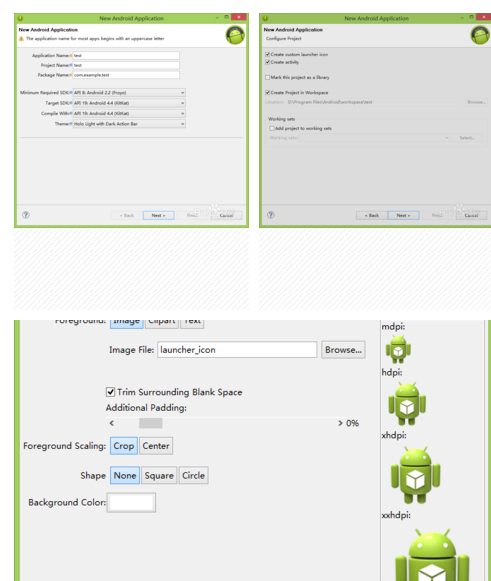 New Android Application
New Android Application
The application name for most apps begins with an uppercase letter
Application Name: test
Project Name: test
Package Name: com.example.test
Minimum Required SDK: API 8: Android 2.2 (Froyo)
Target SDK: API 19: Android 4.4 (KitKat)
Compile With: API 19: Android 4.4 (KitKat)
Theme: Holo Light with Dark Action Bar
< Back Next > Cancel
New Android Application
New Android Application
Configure Project
Create custom launcher icon
Create activity
Mark this project as a library
Create Project in Workspace
Location: D:\Program Files\Android\workspace\test Browse...
Working sets
Add project to working sets
Working sets: Select...
< Back Next > Finish Cancel
Foreground: Image Clipart Text
Image File: launcher_icon Browse...
Trim Surrounding Blank Space
Additional Padding:
0%
Foreground Scaling: Crop Center
Shape None Square Circle
Background Color:
mdpi:
hdpi:
xhdpi:
xxhdpi: